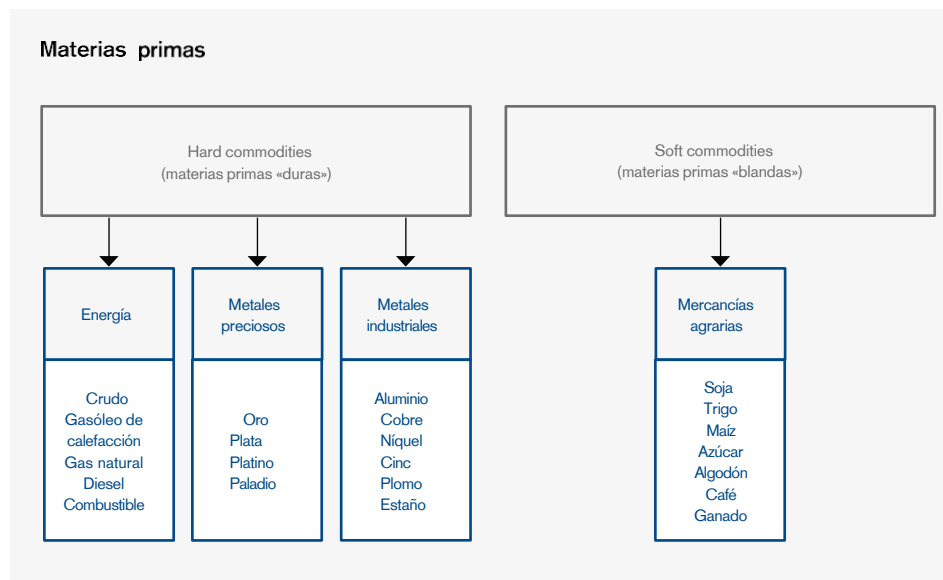 Materias primas
Hard commodities
(materias primas «duras»)
Soft commodities
(materias primas «blandas»)
Energía
Metales
preciosos
Metales
industriales
Mercancías
agrarias
Crudo
Gasóleo de
calefacción
Gas natural
Diesel
Combustible
Oro
Plata
Platino
Paladio
Aluminio
Cobre
Níquel
Cinc
Plomo
Estaño
Soja
Trigo
Maíz
Azúcar
Algodón
Café
Ganado